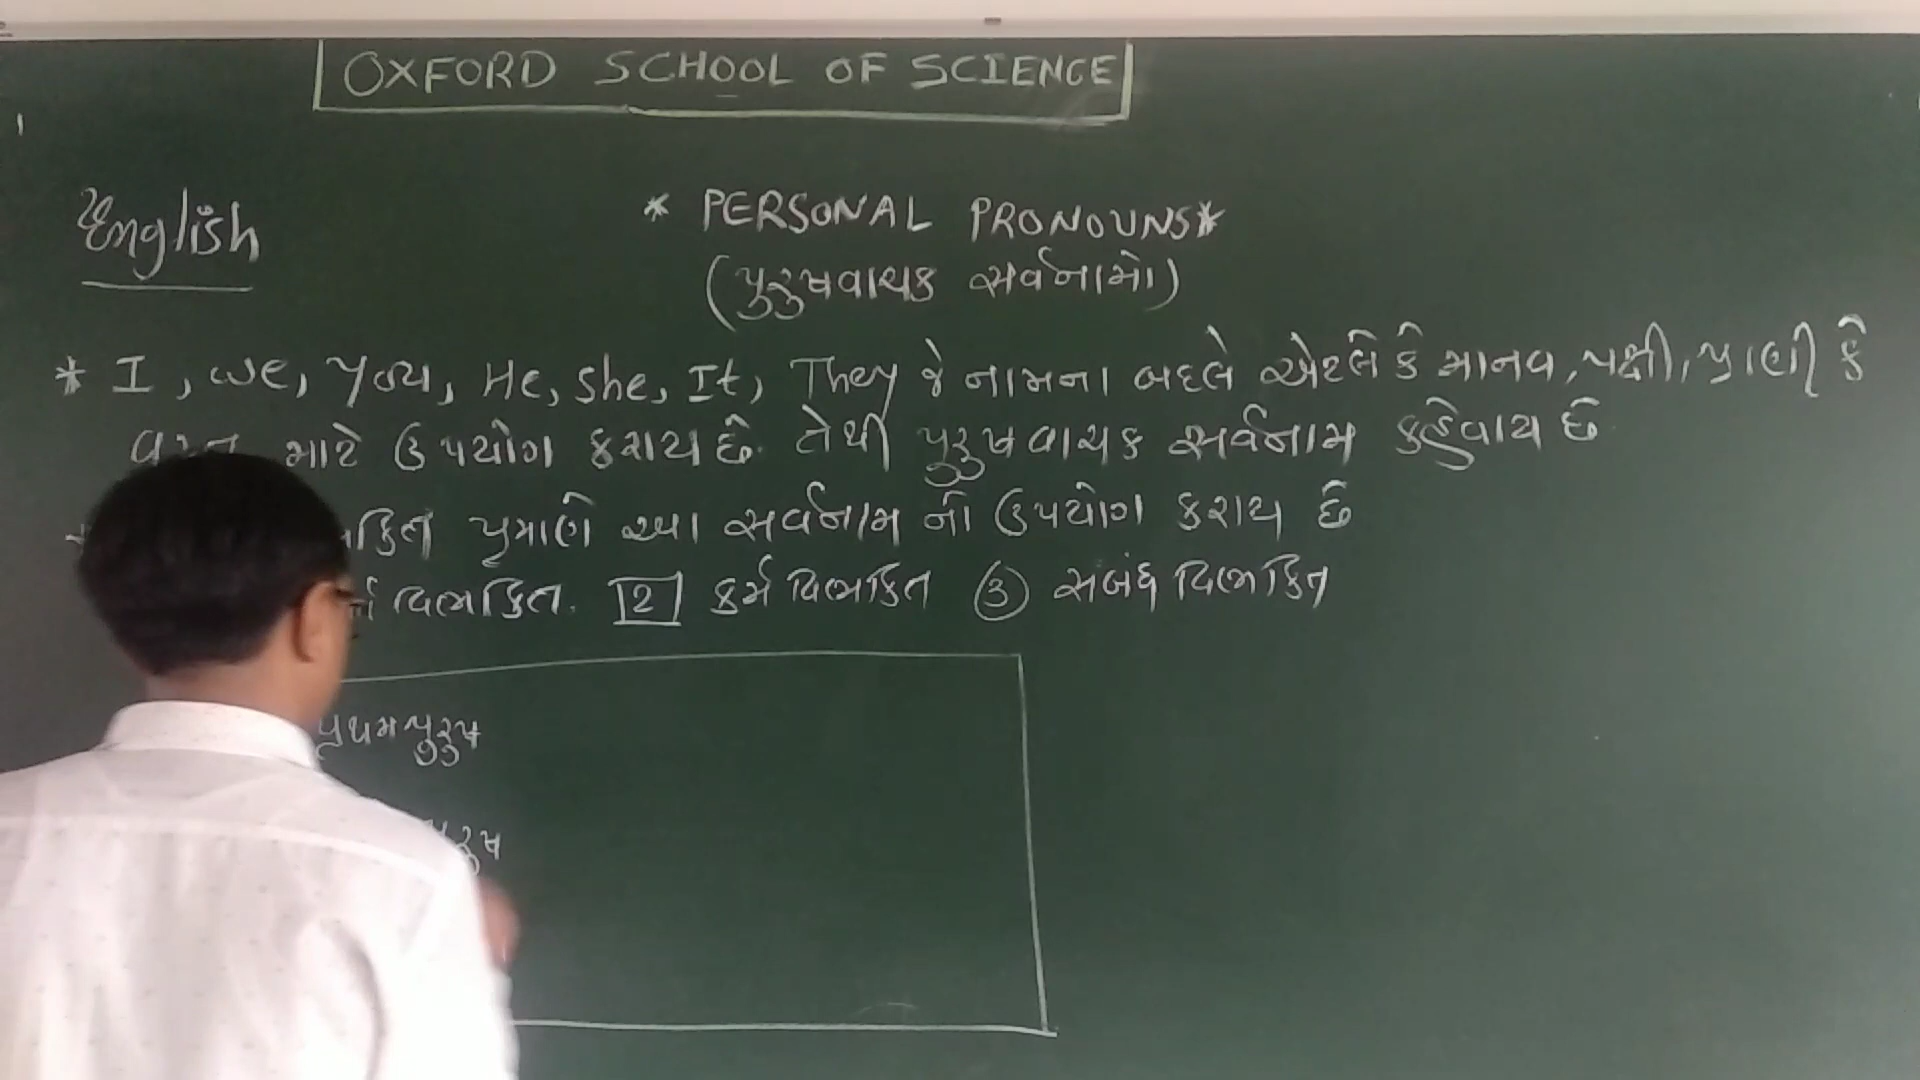 OXFORD SCHOOL OF SCIENCE
English
* PERSONAL PRONOUNS *
(પુરુષવાચક સર્વનામો)
* I, we, you, He, she, It, They જે નામના બદલે એટલે કે માનવ, પક્ષી, પ્રાણી કે
માટે ઉપયોગ કરાય છે. તેથી પુરુષવાચક સર્વનામ કહેવાય છે
પ્રમાણે આ સર્વનામ નો ઉપયોગ કરાય છે
વિભક્તિ. 2 કર્મ વિભક્તિ ③ સબંધ વિભક્તિ
પ્રથમ પુરુષ
પુરુષ